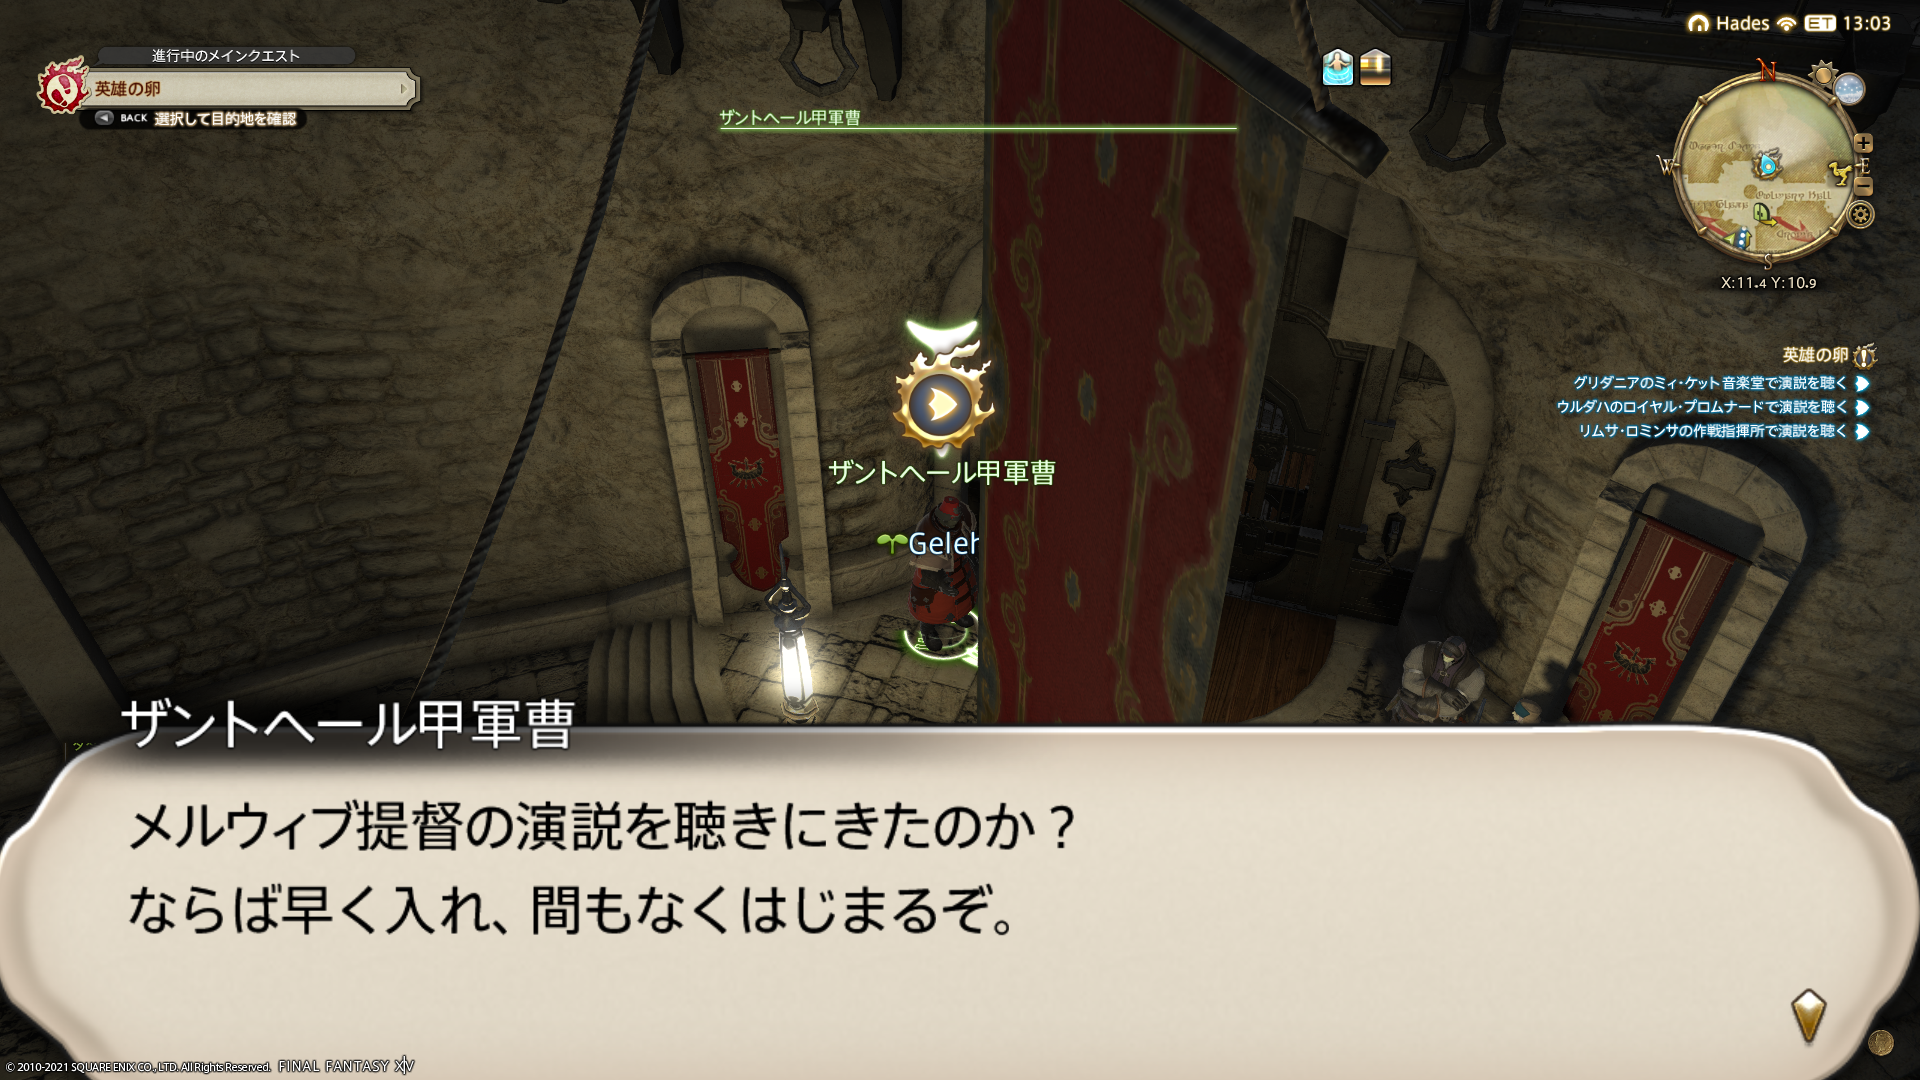 進行中のメインクエスト
英雄の卵
BACK 選択して目的地を確認
ザントヘール甲軍曹
Hades ET 13:03
N
W
E
S
X:11.4 Y:10.9
英雄の卵
グリダニアのミィ・ケット音楽堂で演説を聴く
ウルダハのロイヤル・プロムナードで演説を聴く
リムサ・ロミンサの作戦指揮所で演説を聴く
ザントヘール甲軍曹
Geleh
ザントヘール甲軍曹
メルウィブ提督の演説を聴きにきたのか？
ならば早く入れ、間もなくはじまるぞ。
© 2010-2021 SQUARE ENIX CO., LTD. All Rights Reserved. FINAL FANTASY XIV